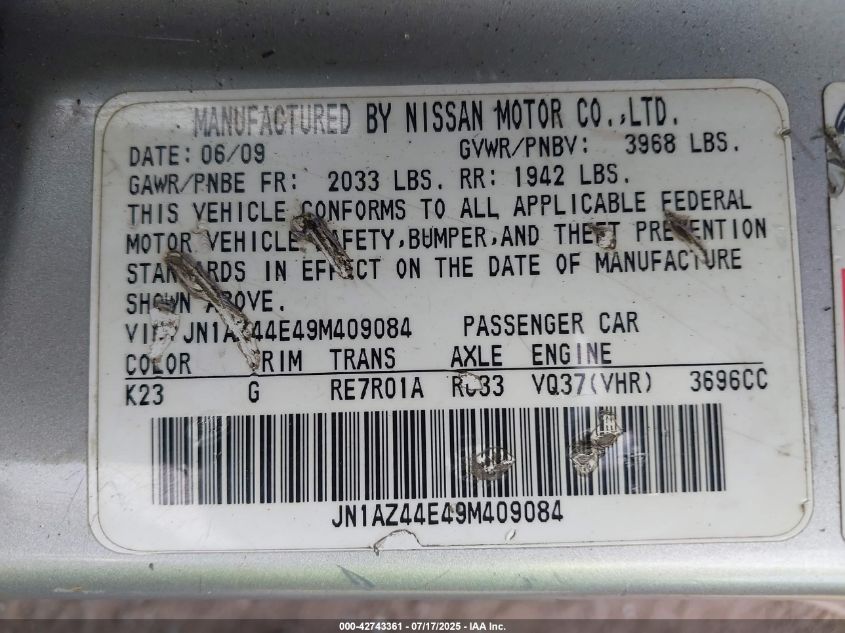 MANUFACTURED BY NISSAN MOTOR CO.,LTD.
DATE: 06/09 GVWR/PNBV: 3968 LBS.
GAWR/PNBE FR: 2033 LBS. RR: 1942 LBS.
THIS VEHICLE CONFORMS TO ALL APPLICABLE FEDERAL
MOTOR VEHICLE SAFETY,BUMPER,AND THEFT PREVENTION
STANDARDS IN EFFECT ON THE DATE OF MANUFACTURE
SHOWN ABOVE.
VIN: JN1AZ44E49M409084 PASSENGER CAR
COLOR TRIM TRANS AXLE ENGINE
K23 G RE7R01A VQ37(VHR) 3696CC
JN1AZ44E49M409084
000-42743361 - 07/17/2025 - IAA Inc.